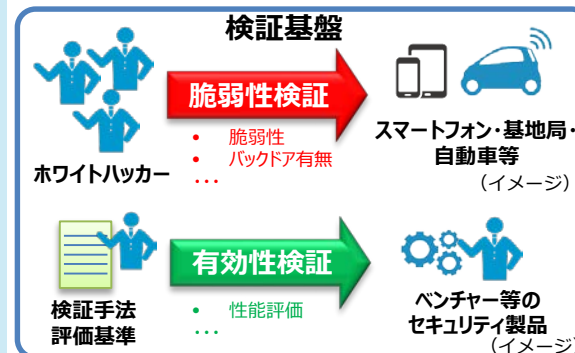 検証基盤
脆弱性検証
• 脆弱性
• バックドア有無
…
ホワイトハッカー
スマートフォン・基地局・
自動車等
（イメージ）
有効性検証
• 性能評価
…
検証手法
評価基準
ベンチャー等の
セキュリティ製品
（イメージ）